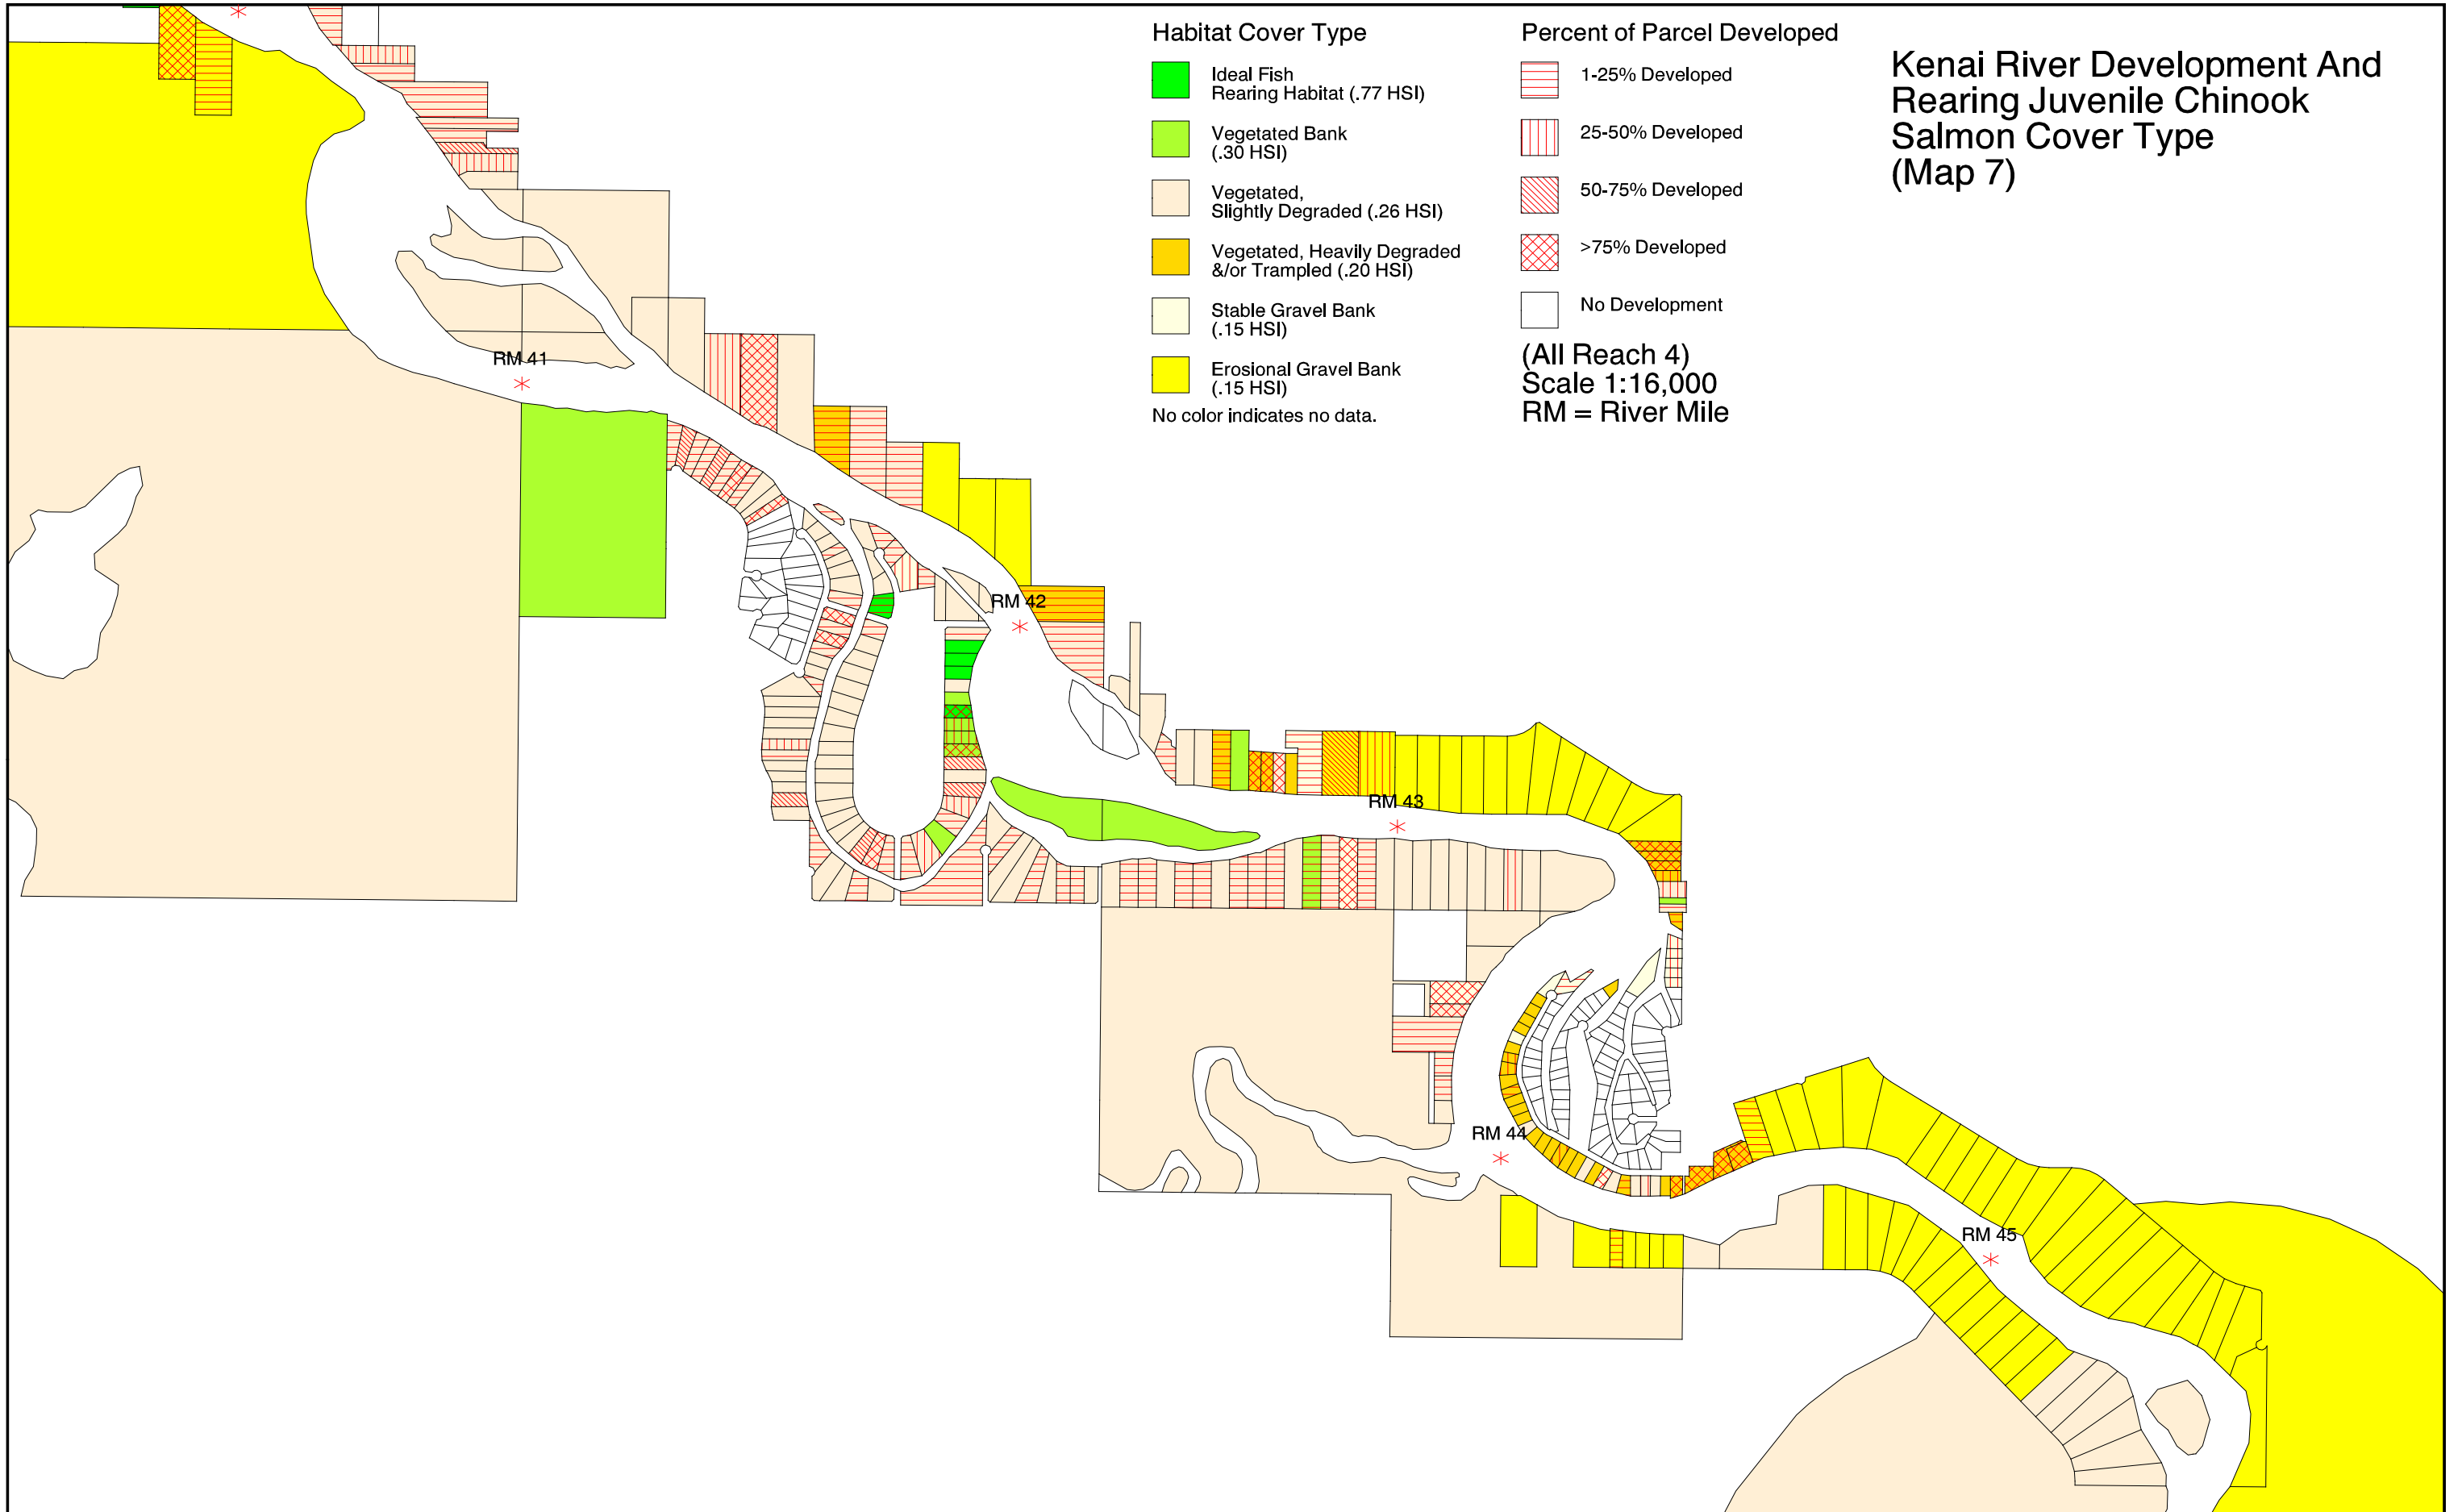 Habitat Cover Type
Ideal Fish
Rearing Habitat (.77 HSI)
Vegetated Bank
(.30 HSI)
Vegetated,
Slightly Degraded (.26 HSI)
Vegetated, Heavily Degraded
&/or Trampled (.20 HSI)
Stable Gravel Bank
(.15 HSI)
Erosional Gravel Bank
(.15 HSI)
No color indicates no data.
Percent of Parcel Developed
1-25% Developed
25-50% Developed
50-75% Developed
>75% Developed
No Development
(All Reach 4)
Scale 1:16,000
RM = River Mile
Kenai River Development And
Rearing Juvenile Chinook
Salmon Cover Type
(Map 7)
RM 41
RM 42
RM 43
RM 44
RM 45